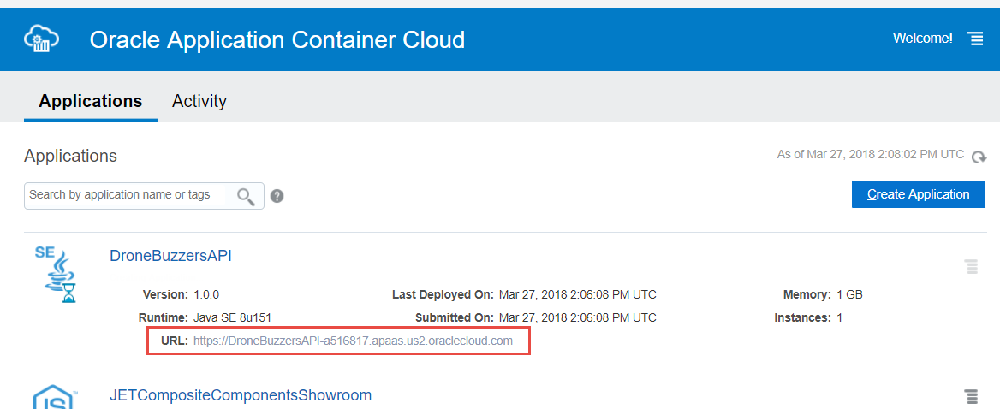 Oracle Application Container Cloud
Welcome!
Applications Activity
Applications
As of Mar 27, 2018 2:08:02 PM UTC
Search by application name or tags
?
Create Application
SE
DroneBuzzersAPI
Version: 1.0.0 Last Deployed On: Mar 27, 2018 2:06:08 PM UTC Memory: 1 GB
Runtime: Java SE 8u151 Submitted On: Mar 27, 2018 2:06:08 PM UTC Instances: 1
URL: https://DroneBuzzersAPI-a516817.apaas.us2.oraclecloud.com
JS
JETCompositeComponentsShowroom